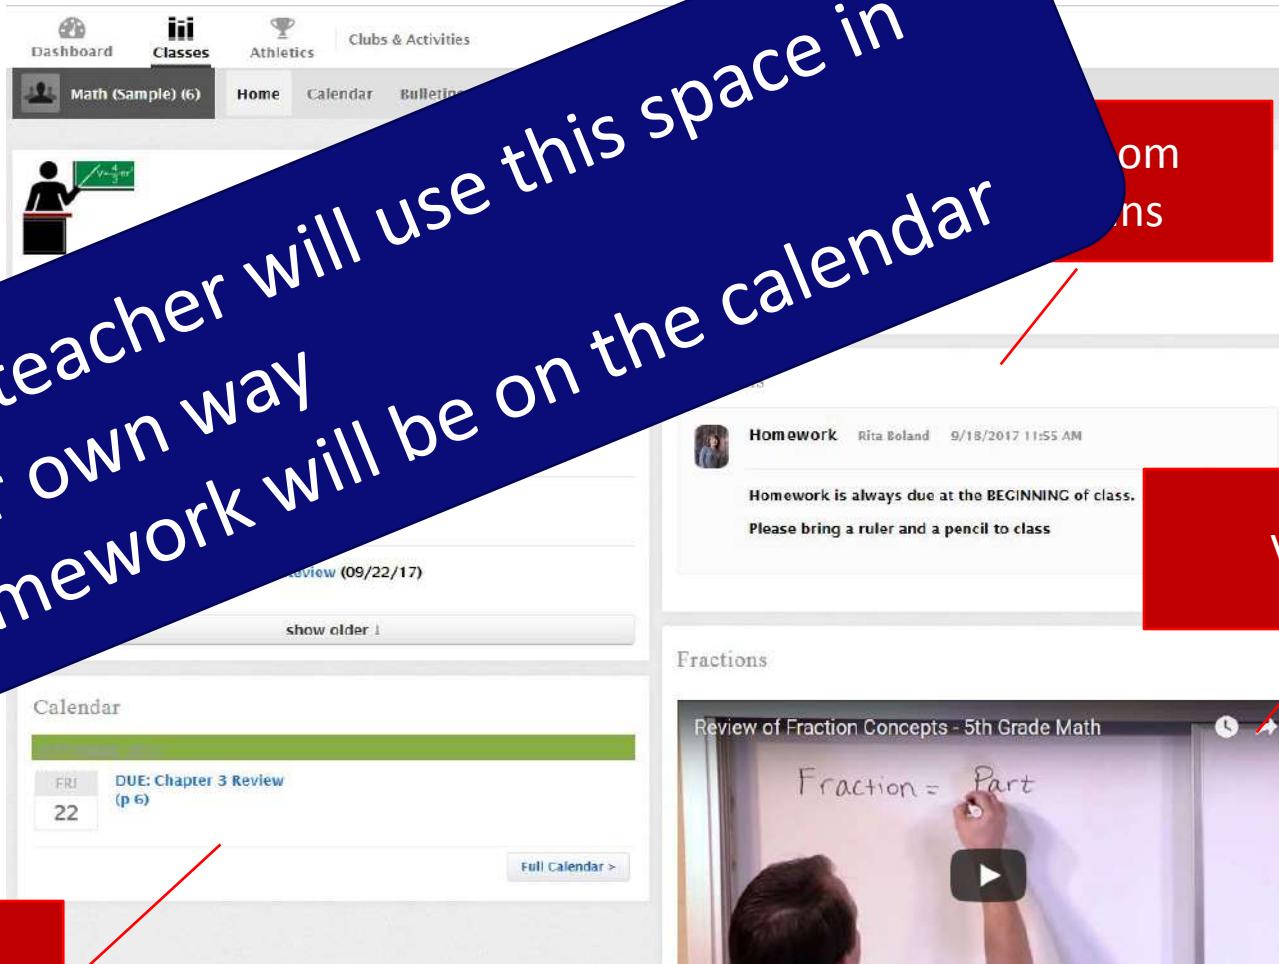 Dashboard
Classes
Athletics
Clubs & Activities
Math (Sample) (6)
Home
Calendar
teacher will use this space in
own way
will be on the calendar
Homework Rita Boland 9/18/2017 11:55 AM
Homework is always due at the BEGINNING of class.
Please bring a ruler and a pencil to class
(09/22/17)
show older ↓
Calendar
FRI
22
DUE: Chapter 3 Review
(p 6)
Full Calendar >
Fractions
Review of Fraction Concepts - 5th Grade Math
Fraction = Part